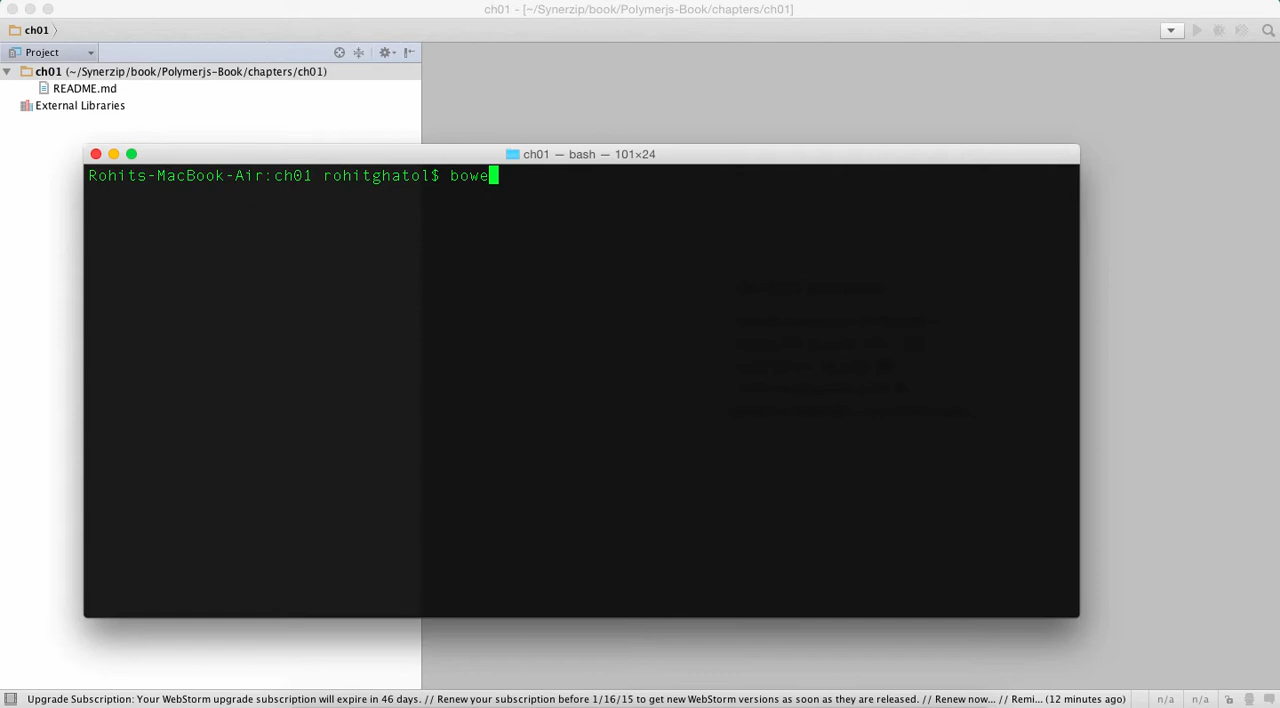 ch01 - [~/Synerzip/book/Polymerjs-Book/chapters/ch01]
ch01
Project
ch01 (~/Synerzip/book/Polymerjs-Book/chapters/ch01)
README.md
External Libraries
ch01 — bash — 101×24
Rohits-MacBook-Air:ch01 rohitghatol$ bowe
Upgrade Subscription: Your WebStorm upgrade subscription will expire in 46 days. // Renew your subscription before 1/16/15 to get new WebStorm versions as soon as they are released. // Renew now... // Remi... (12 minutes ago)
n/a
n/a